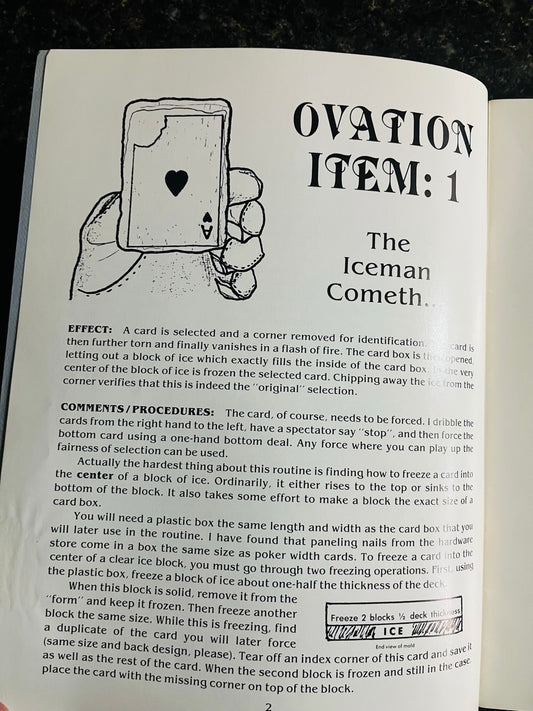 OVATION
ITEM: 1
The
Iceman
Cometh...
A
EFFECT: A card is selected and a corner removed for identification. card is
then further torn and finally vanishes in a flash of fire. The card box is then opened,
letting out a block of ice which exactly fills the inside of the card box. In the very
center of the block of ice is frozen the selected card. Chipping away the ice from the
corner verifies that this is indeed the "original" selection.
COMMENTS/PROCEDURES: The card, of course, needs to be forced. I dribble the
cards from the right hand to the left, have a spectator say "stop", and then force the
bottom card using a one-hand bottom deal. Any force where you can play up the
fairness of selection can be used.
Actually the hardest thing about this routine is finding how to freeze a card into
the center of a block of ice. Ordinarily, it either rises to the top or sinks to the
bottom of the block. It also takes some effort to make a block the exact size of a
card box.
You will need a plastic box the same length and width as the card box that you
will later use in the routine. I have found that paneling nails from the hardware
store come in a box the same size as poker width cards. To freeze a card into the
center of a clear ice block, you must go through two freezing operations. First, using
the plastic box, freeze a block of ice about one-half the thickness of the deck.
When this block is solid, remove it from the
"form" and keep it frozen. Then freeze another
block the same size. While this is freezing, find
a duplicate of the card you will later force
(same size and back design, please). Tear off an index corner of this card and save it
as well as the rest of the card. When the second block is frozen and still in the case,
place the card with the missing corner on top of the block.
Freeze 2 blocks ½ deck thickness
ICE
End view of mold
2